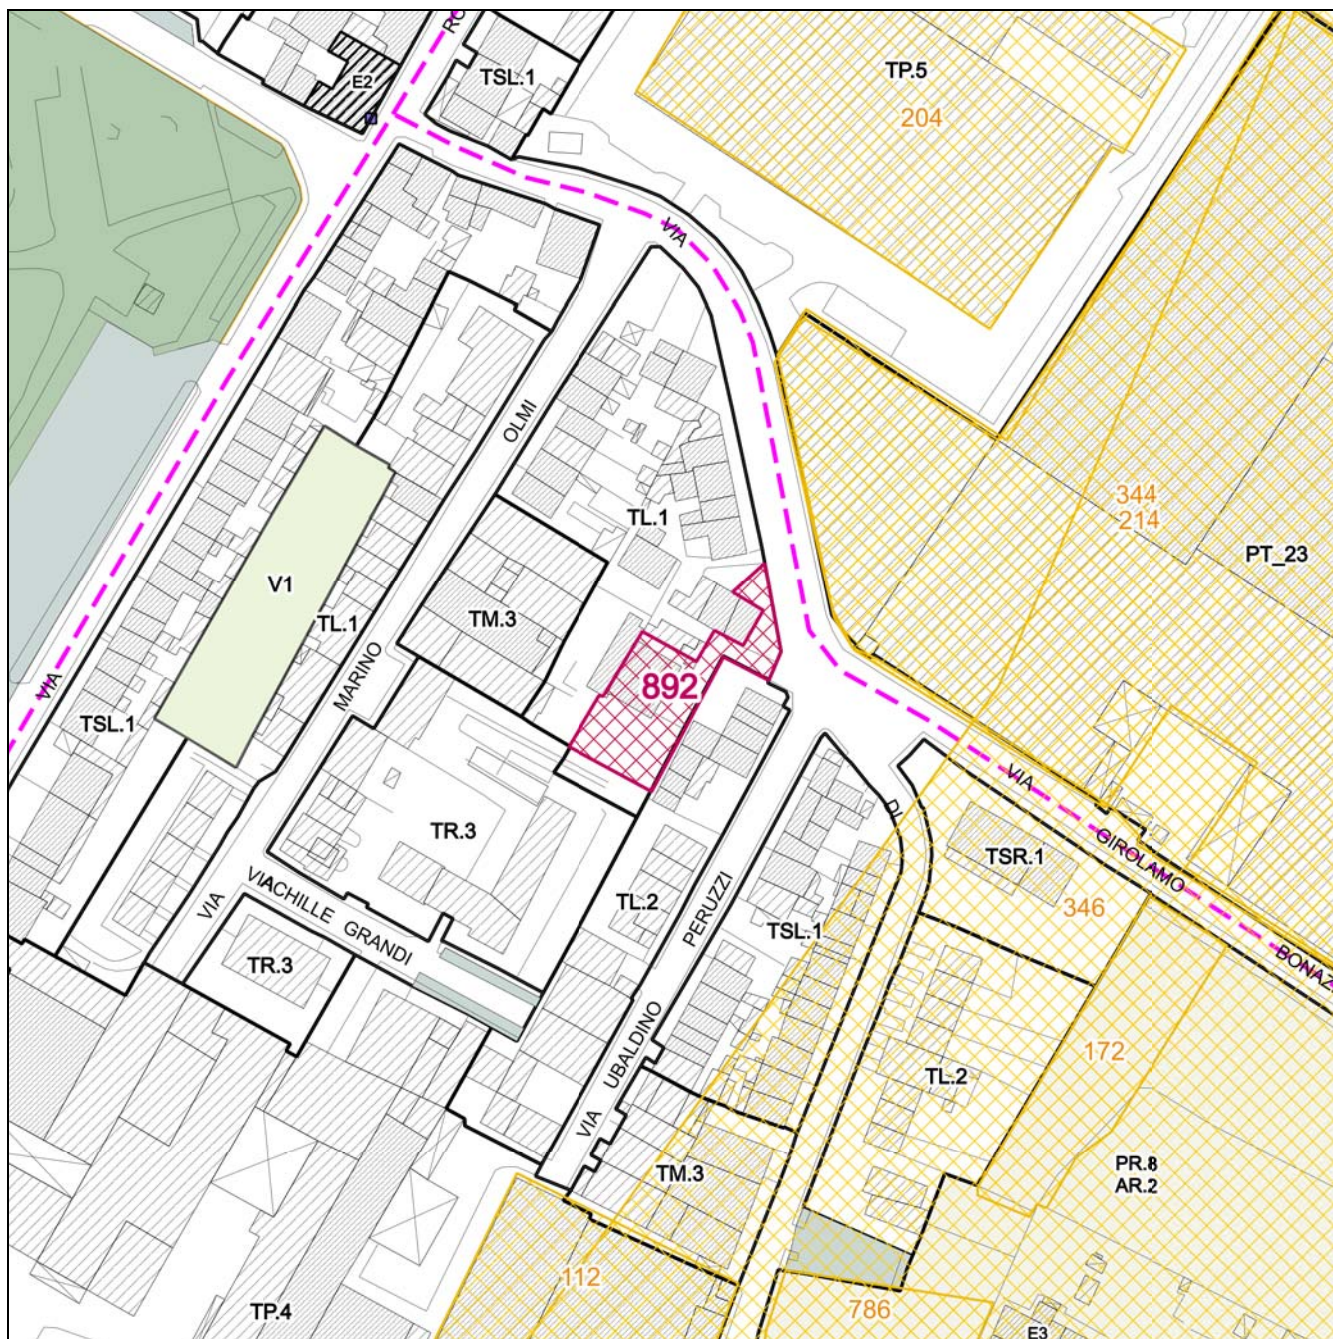 RO
E2
TSL.1
TP.5
204
VIA
OLMI
344
214
PT_23
TL.1
V1
TM.3
TL.1
MARINO
892
VIA
TSL.1
VIA
DI
GIROLAMO
TR.3
TSR.1
346
VIA
VIA
ACHILLE GRANDI
TL.2
PERUZZI
TSL.1
BONAZ
TR.3
UBALDINO
172
TL.2
VIA
TM.3
PR.8
AR.2
112
786
TP.4
E3